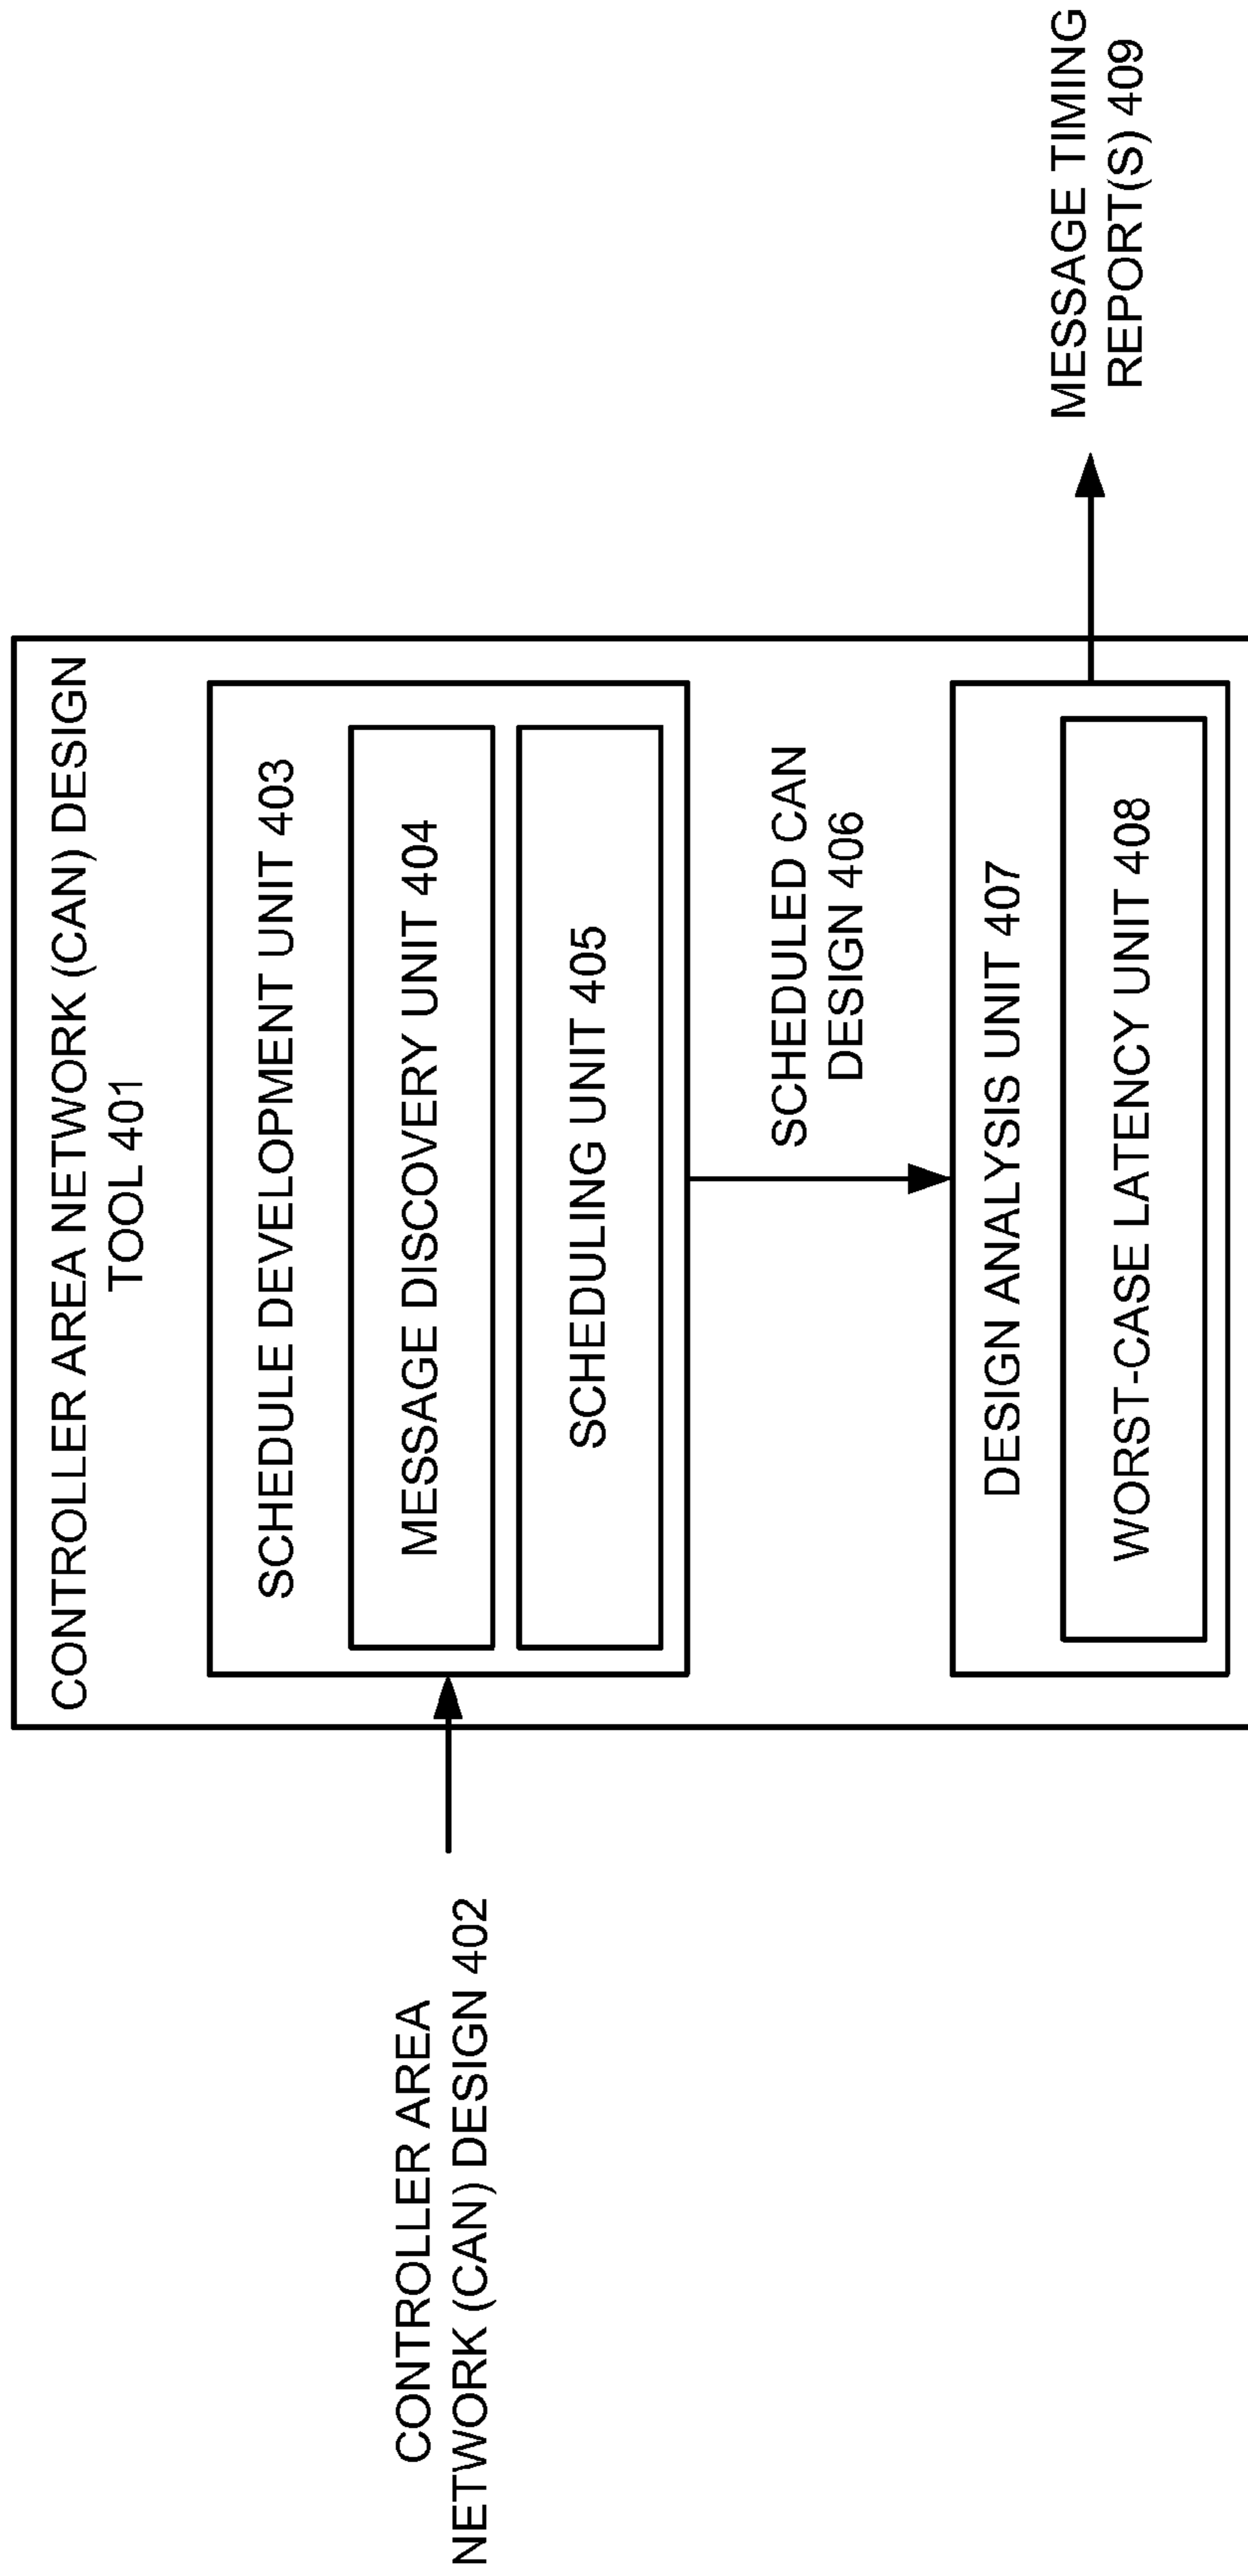 CONTROLLER AREA NETWORK (CAN) DESIGN
TOOL 401
SCHEDULE DEVELOPMENT UNIT 403
MESSAGE DISCOVERY UNIT 404
SCHEDULING UNIT 405
CONTROLLER AREA
NETWORK (CAN) DESIGN 402
SCHEDULED CAN
DESIGN 406
DESIGN ANALYSIS UNIT 407
WORST-CASE LATENCY UNIT 408
MESSAGE TIMING
REPORT(S) 409